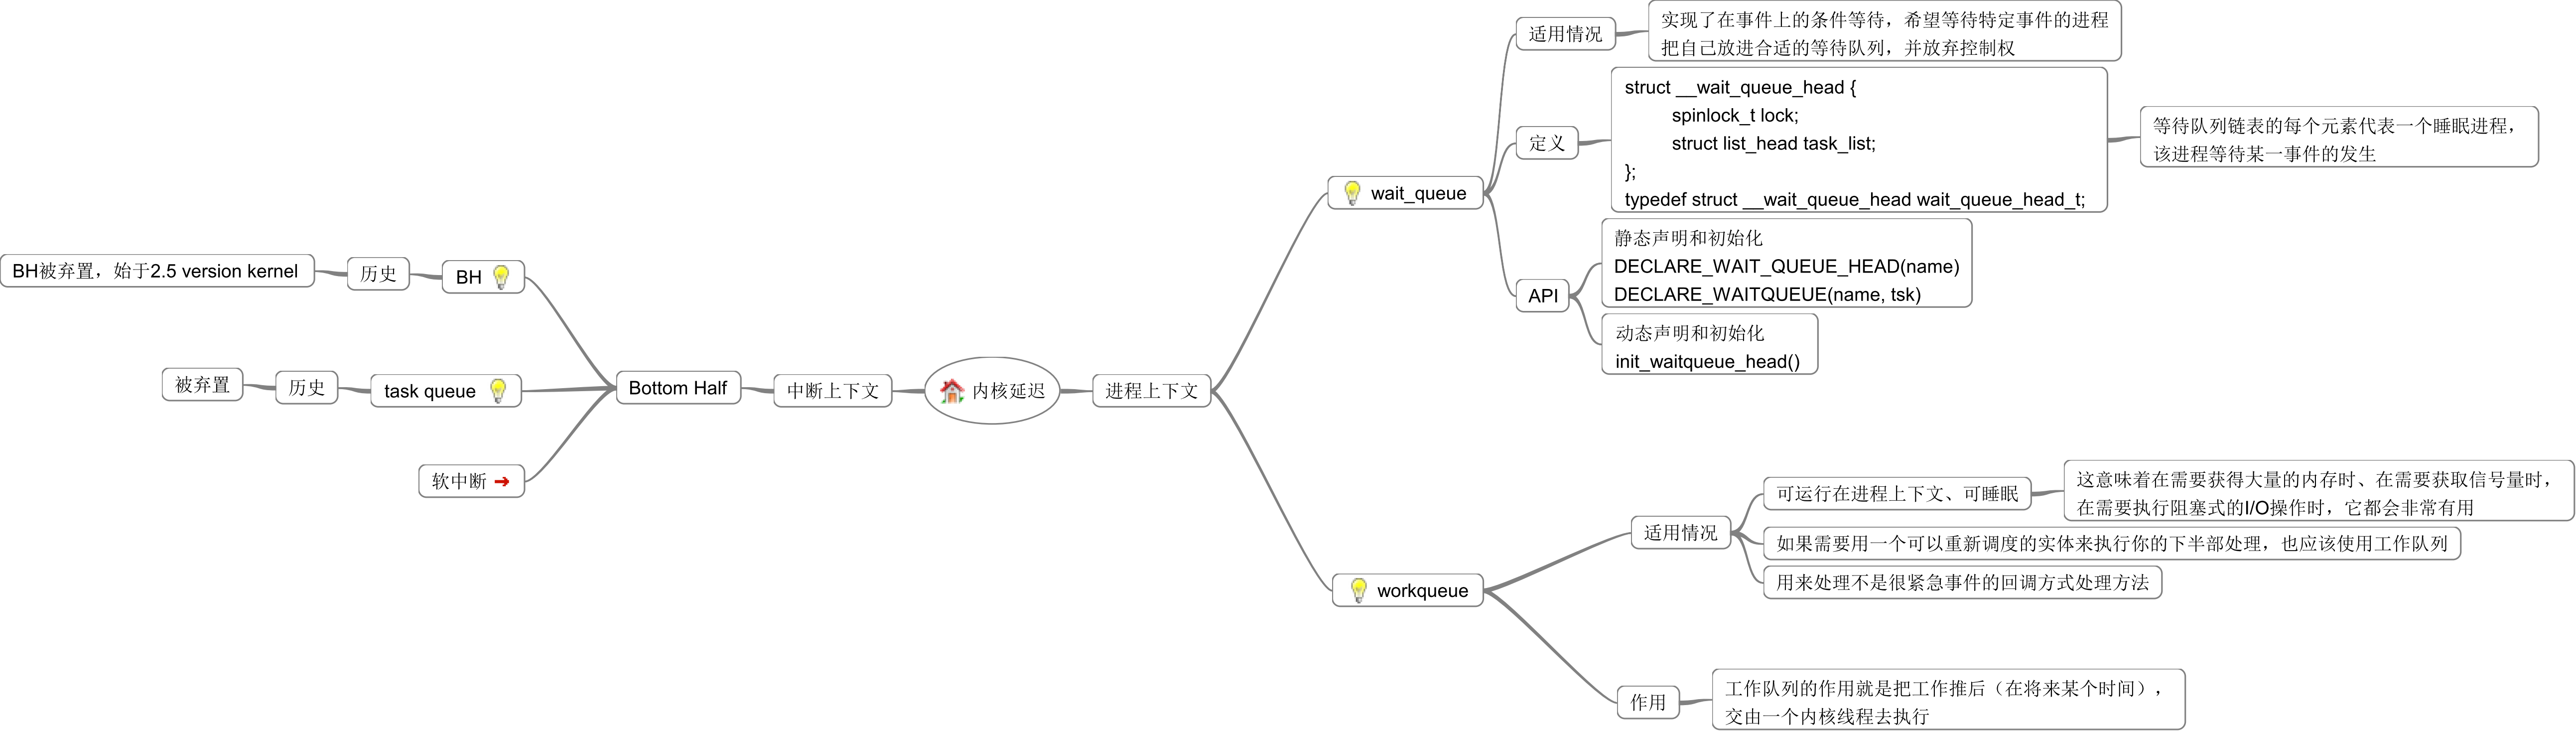 内核延迟
中断上下文
Bottom Half
BH
历史
BH被弃置，始于2.5 version kernel
task queue
历史
被弃置
软中断
进程上下文
wait_queue
适用情况
实现了在事件上的条件等待，希望等待特定事件的进程
把自己放进合适的等待队列，并放弃控制权
定义
struct __wait_queue_head {
spinlock_t lock;
struct list_head task_list;
};
typedef struct __wait_queue_head wait_queue_head_t;
等待队列链表的每个元素代表一个睡眠进程，
该进程等待某一事件的发生
API
静态声明和初始化
DECLARE_WAIT_QUEUE_HEAD(name)
DECLARE_WAITQUEUE(name, tsk)
动态声明和初始化
init_waitqueue_head()
workqueue
适用情况
可运行在进程上下文、可睡眠
这意味着在需要获得大量的内存时、在需要获取信号量时，
在需要执行阻塞式的I/O操作时，它都会非常有用
如果需要用一个可以重新调度的实体来执行你的下半部处理，也应该使用工作队列
用来处理不是很紧急事件的回调方式处理方法
作用
工作队列的作用就是把工作推后（在将来某个时间），
交由一个内核线程去执行